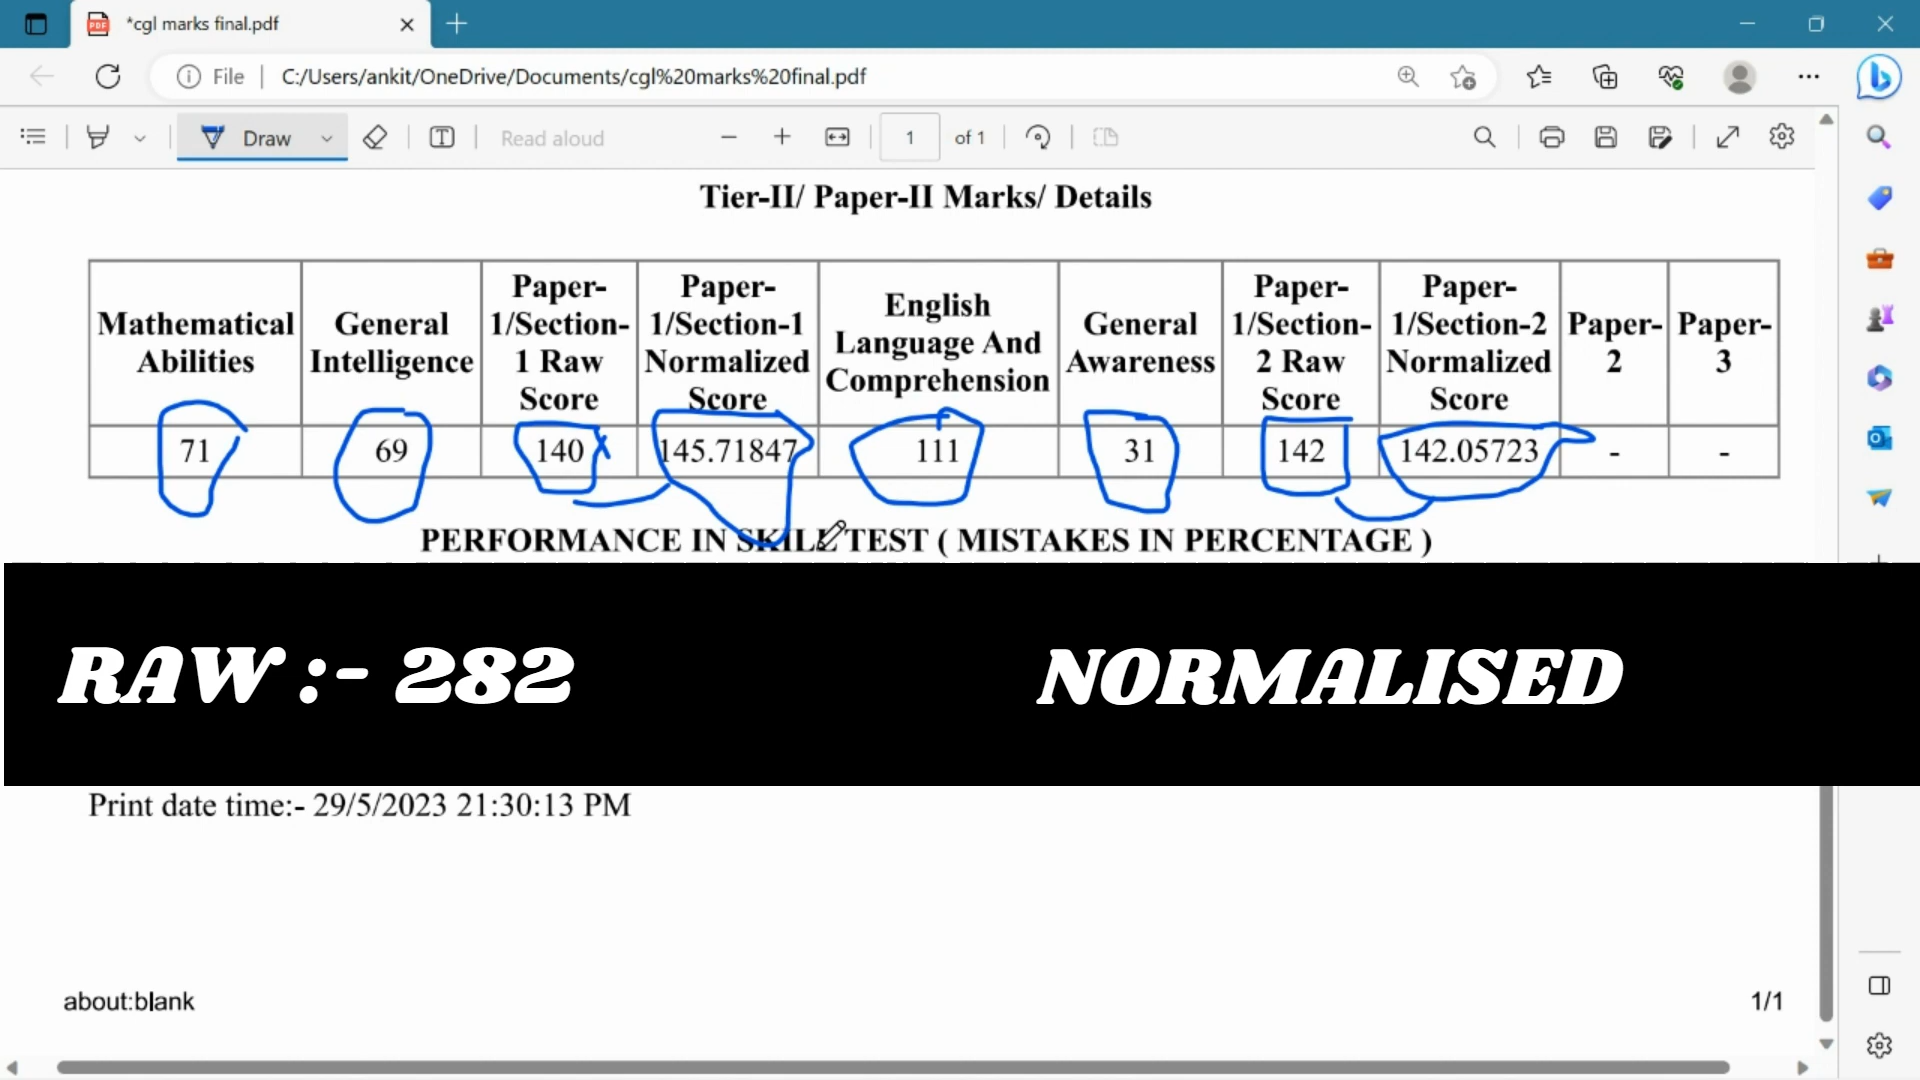 *cgl marks final.pdf
File | C:/Users/ankit/OneDrive/Documents/cgl%20marks%20final.pdf
Draw
Read aloud
1 of 1
Tier-II/ Paper-II Marks/ Details
Mathematical Abilities
General Intelligence
Paper-1/Section-1 Raw Score
Paper-1/Section-1 Normalized Score
English Language And Comprehension
General Awareness
Paper-1/Section-2 Raw Score
Paper-1/Section-2 Normalized Score
Paper-2
Paper-3
71 69 140 145.71847 111 31 142 142.05723 - -
PERFORMANCE IN SKILL TEST ( MISTAKES IN PERCENTAGE )
RAW :- 282 NORMALISED
Print date time:- 29/5/2023 21:30:13 PM
about:blank 1/1